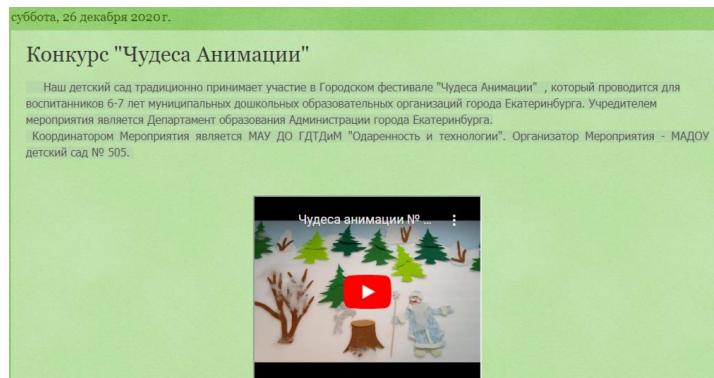 суббота, 26 декабря 2020 г.
Конкурс "Чудеса Анимации"
Наш детский сад традиционно принимает участие в Городском фестивале "Чудеса Анимации"  , который проводится для
воспитанников 6-7 лет муниципальных дошкольных образовательных организаций города Екатеринбурга. Учредителем
мероприятия является Департамент образования Администрации города Екатеринбурга.
Координатором Мероприятия является МАУ ДО ГДТДиМ "Одаренность и технологии". Организатор Мероприятия - МАДОУ
детский сад № 505.
Чудеса анимации № ...